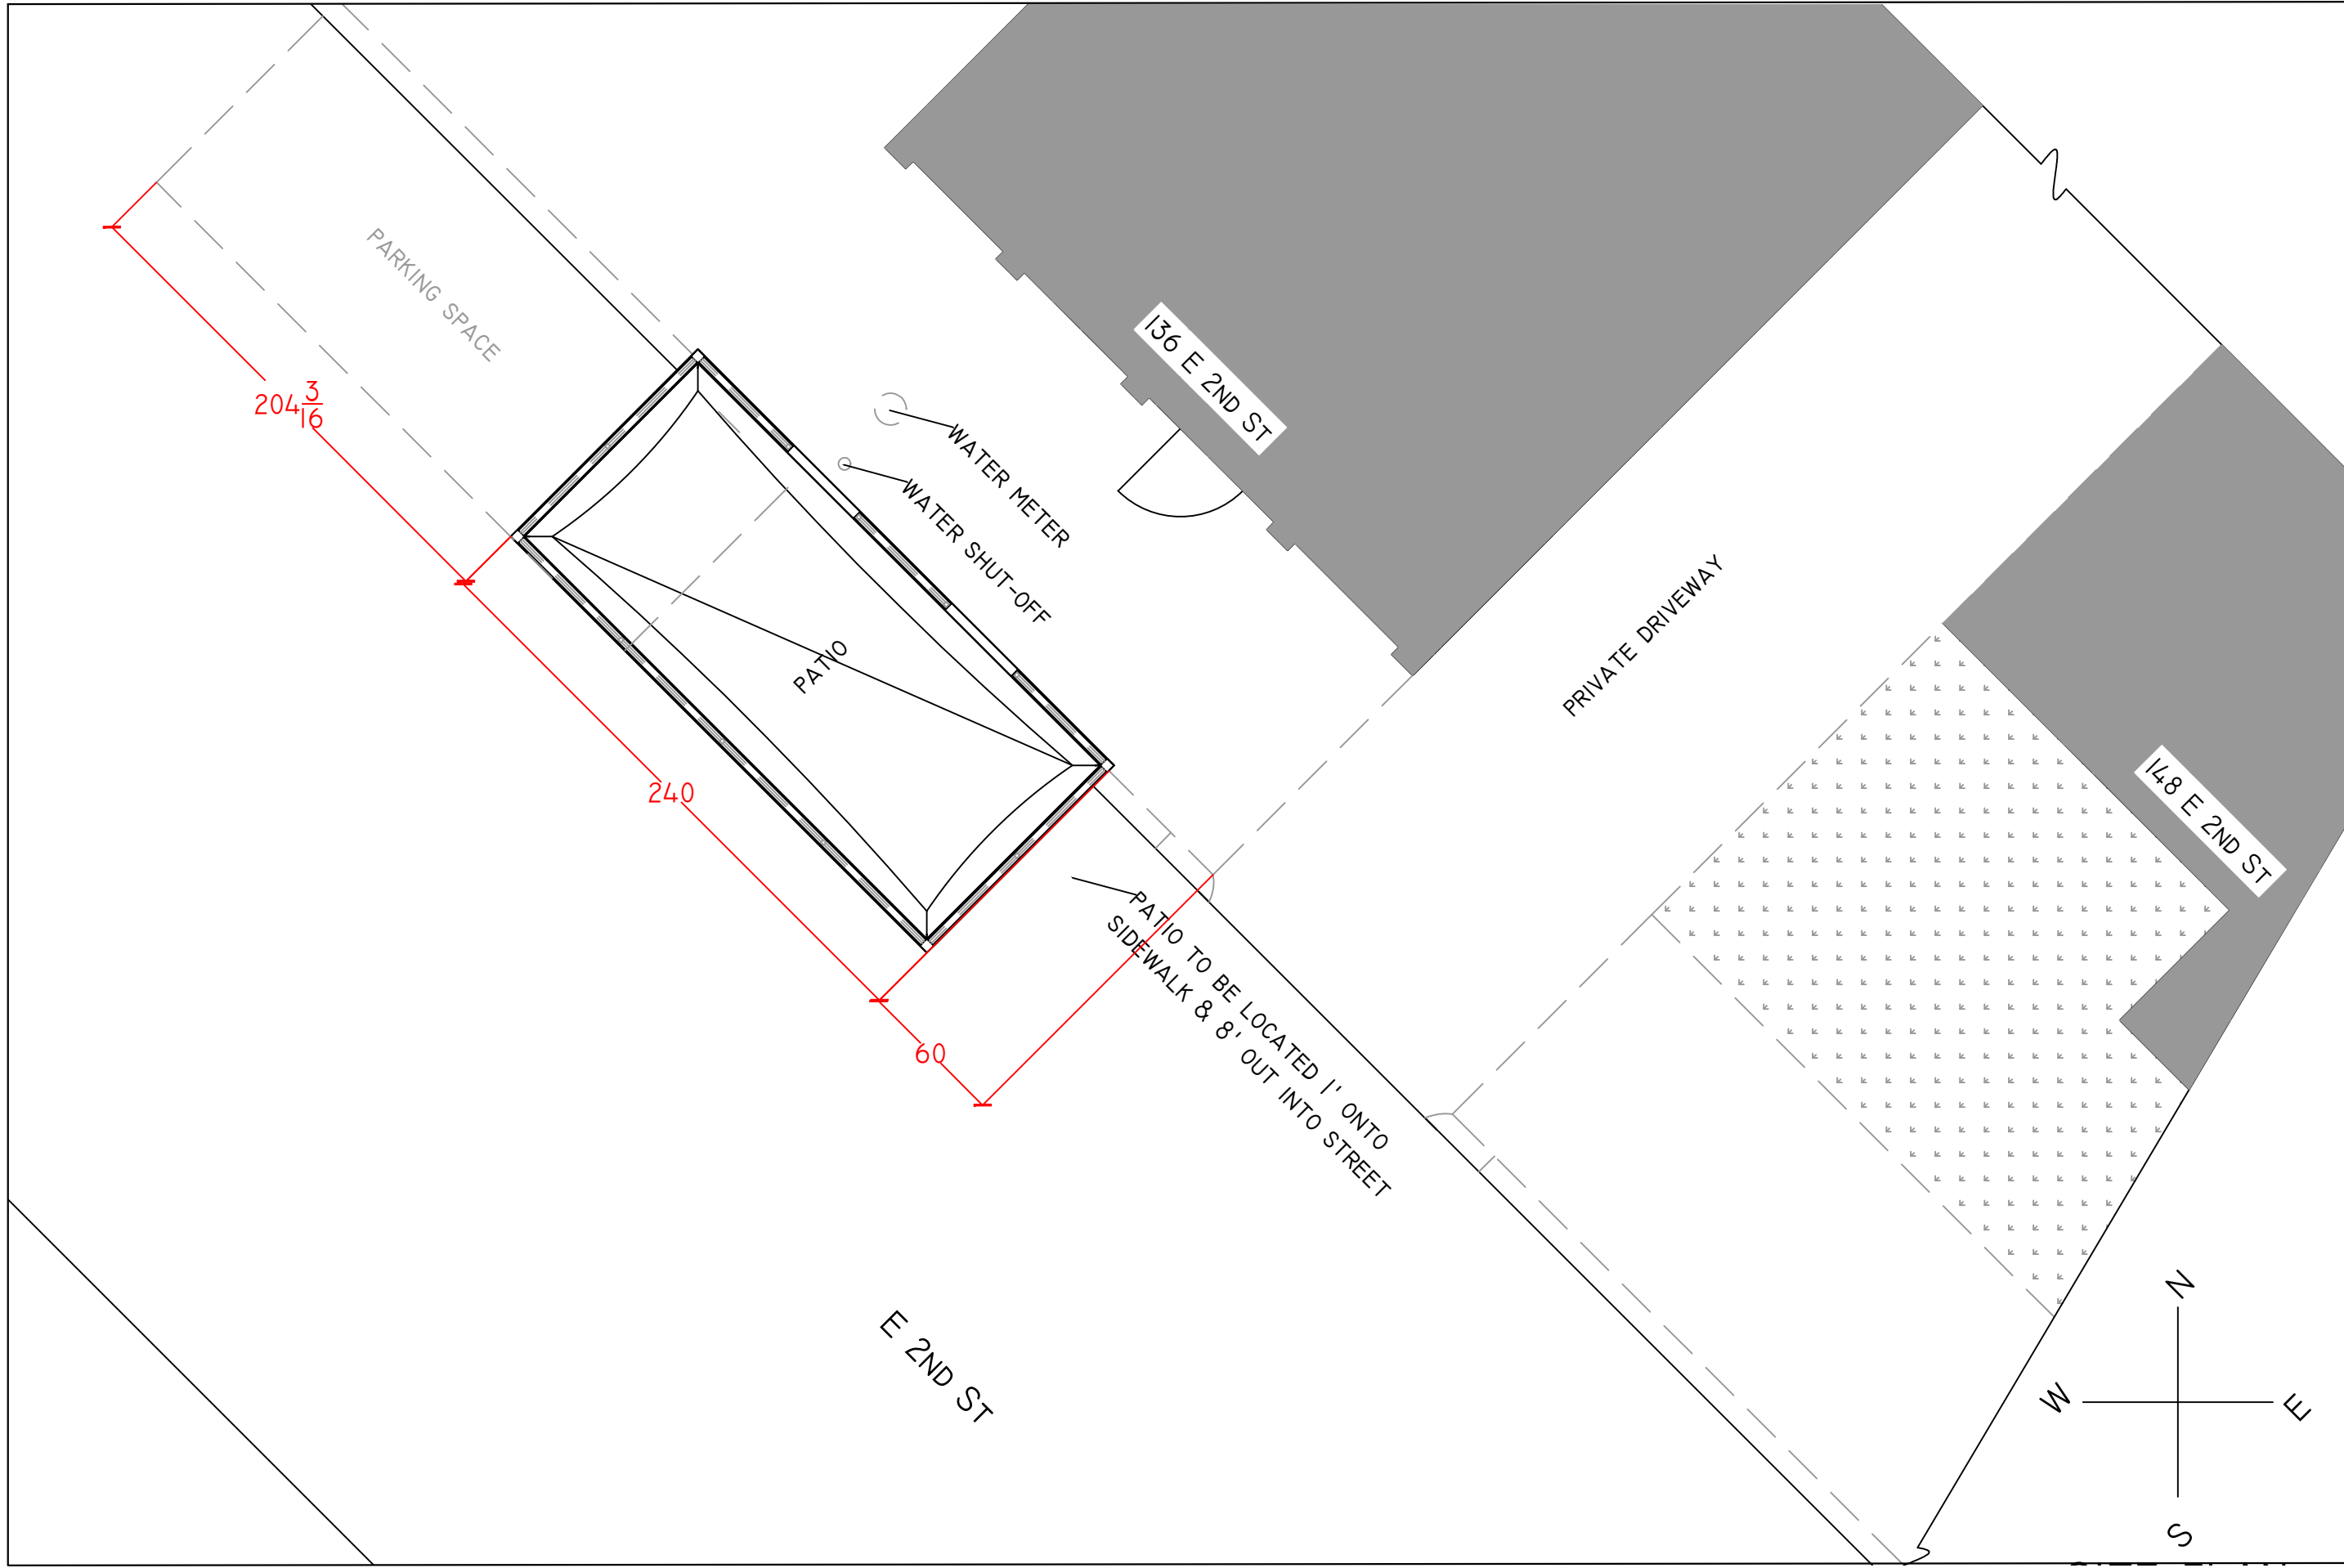 PARKING SPACE
204 3/16
136 E 2ND ST
WATER METER
WATER SHUT-OFF
PATIO
PRIVATE DRIVEWAY
240
148 E 2ND ST
PATIO TO BE LOCATED 1' ONTO
SIDEWALK & 8' OUT INTO STREET
60
E 2ND ST
N
W
E
S